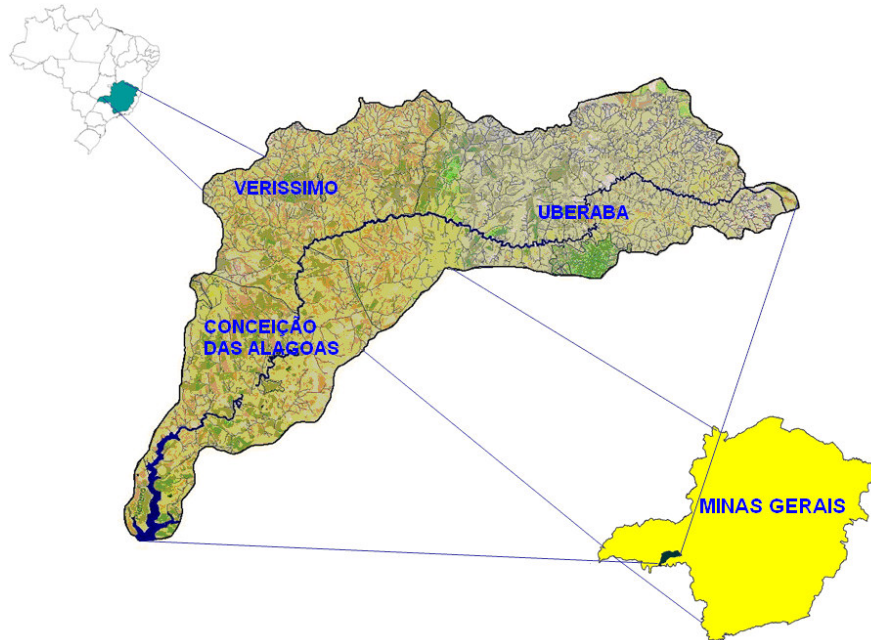 VERISSIMO
UBERABA
CONCEIÇÃO
DAS ALAGOAS
MINAS GERAIS